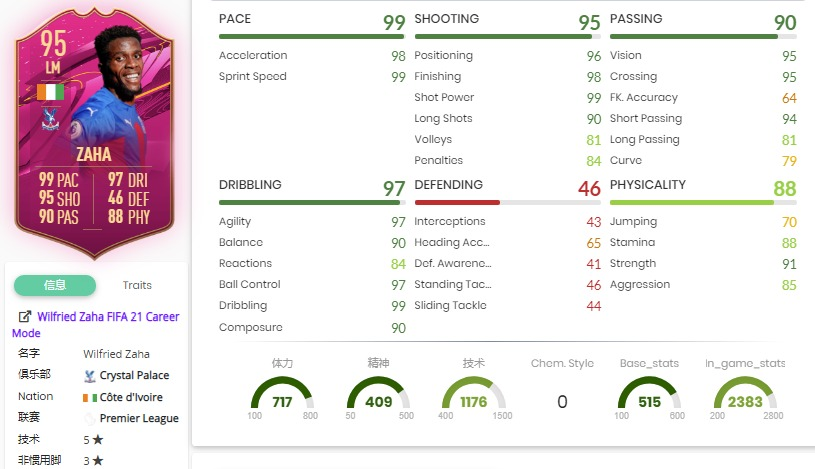 95
LM
ZAHA
99 PAC 97 DRI
95 SHO 46 DEF
90 PAS 88 PHY
信息 Traits
Wilfried Zaha FIFA 21 Career
Mode
名字 Wilfried Zaha
俱乐部 Crystal Palace
Nation Côte d'Ivoire
联赛 Premier League
技术 5 ★
非惯用脚 3 ★
PACE 99
Acceleration 98
Sprint Speed 99
SHOOTING 95
Positioning 96
Finishing 98
Shot Power 99
Long Shots 90
Volleys 81
Penalties 84
PASSING 90
Vision 95
Crossing 95
FK. Accuracy 64
Short Passing 94
Long Passing 81
Curve 79
DRIBBLING 97
Agility 97
Balance 90
Reactions 84
Ball Control 97
Dribbling 99
Composure 90
DEFENDING 46
Interceptions 43
Heading Acc... 65
Def. Awarene... 41
Standing Tac... 46
Sliding Tackle 44
PHYSICALITY 88
Jumping 70
Stamina 88
Strength 91
Aggression 85
体力 精神 技术 Chem. Style Base_stats In_game_stats
717 409 1176 0 515 2383
100 800 50 500 400 1500 100 600 200 2800